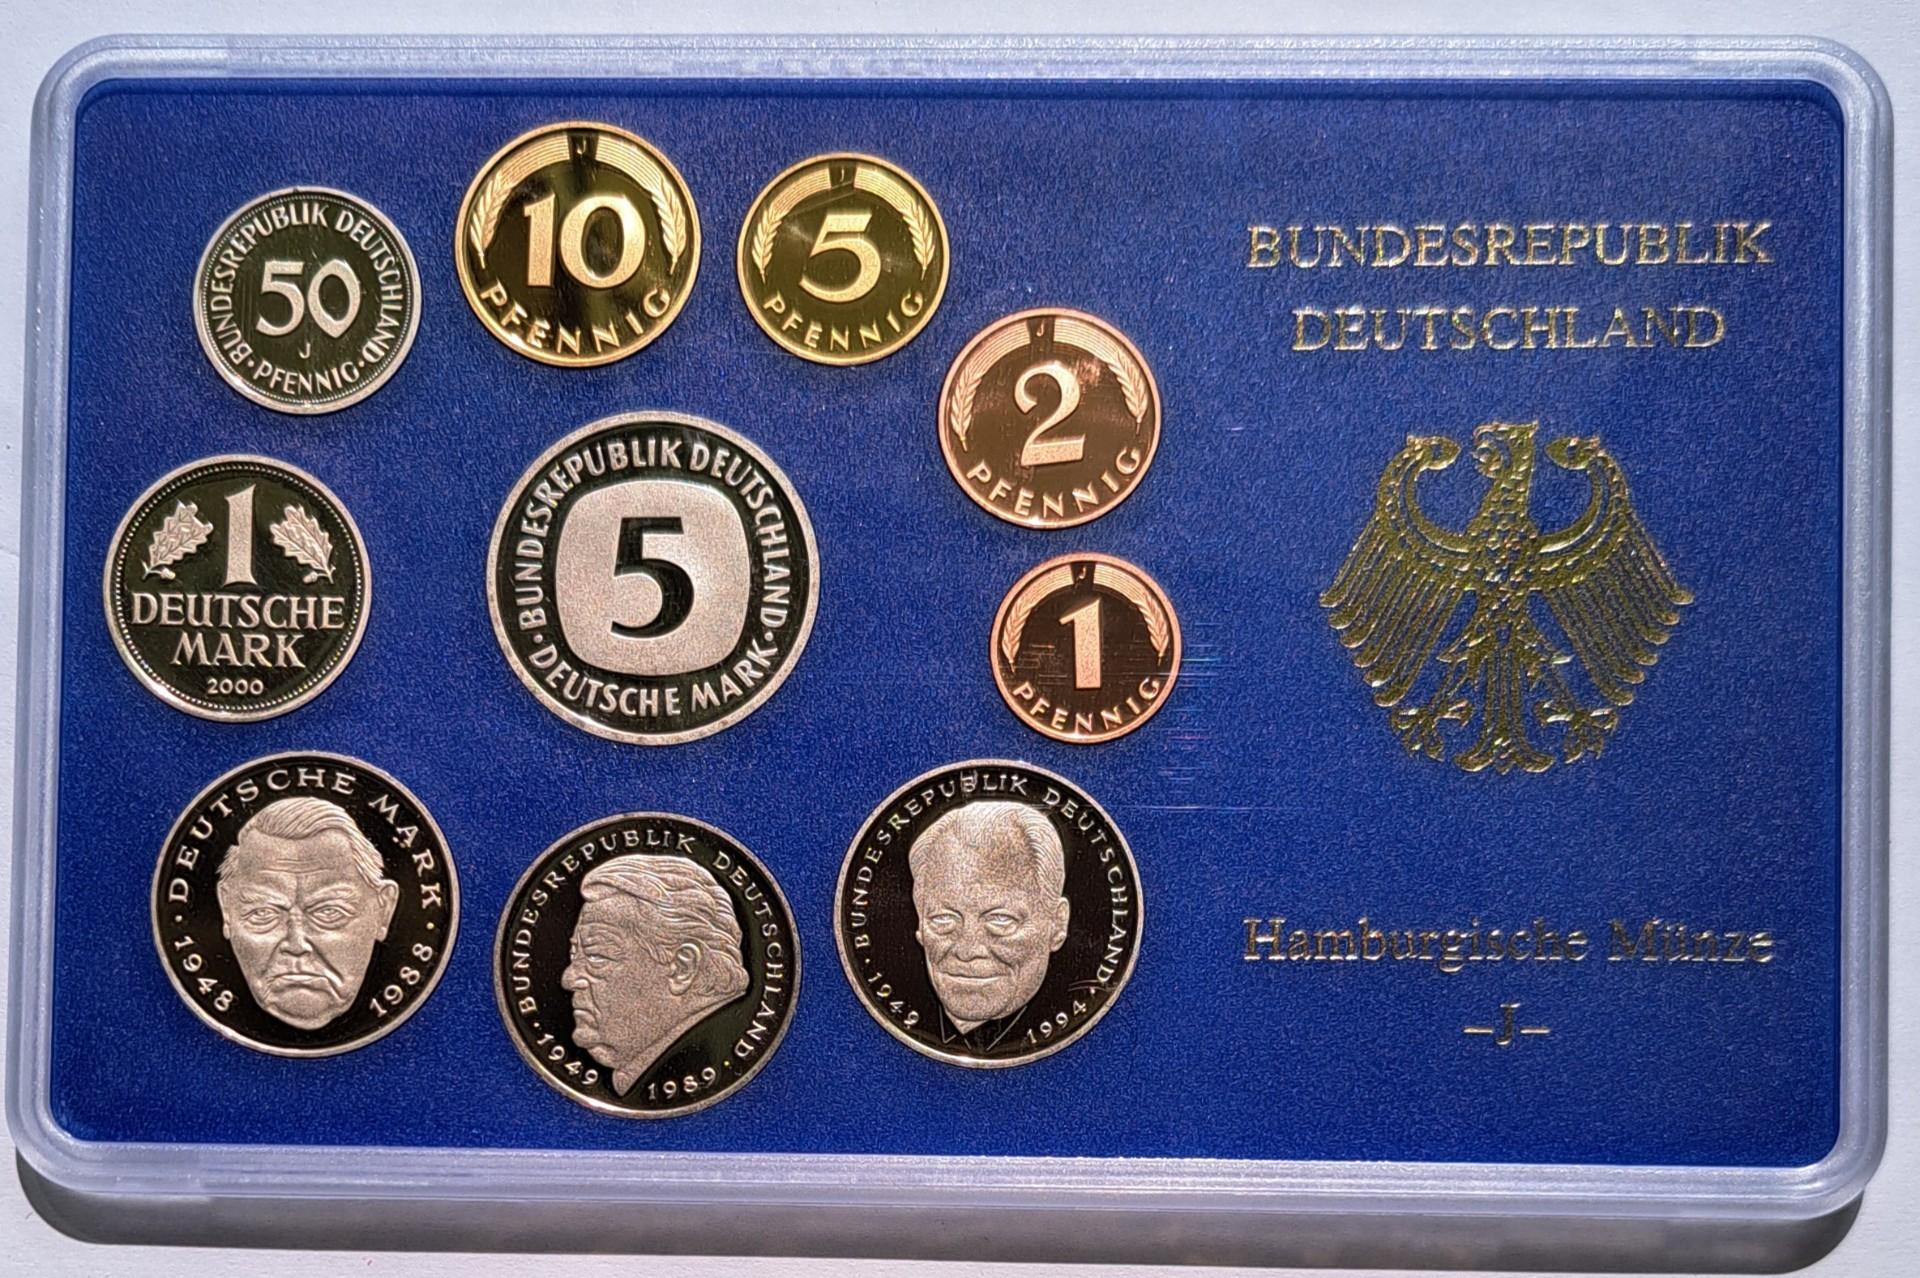 BUNDESREPUBLIK DEUTSCHLAND
50
J
· PFENNIG ·
J
10
PFENNIG
J
5
PFENNIG
J
2
PFENNIG
J
1
PFENNIG
1
DEUTSCHE
MARK
2000
BUNDESREPUBLIK DEUTSCHLAND
5
· DEUTSCHE MARK ·
· DEUTSCHE MARK ·
1948 1988
BUNDESREPUBLIK DEUTSCHLAND
· 1949 1989 ·
BUNDESREPUBLIK DEUTSCHLAND
· 1949 1994 ·
BUNDESREPUBLIK
DEUTSCHLAND
Hamburgische Münze
–J–